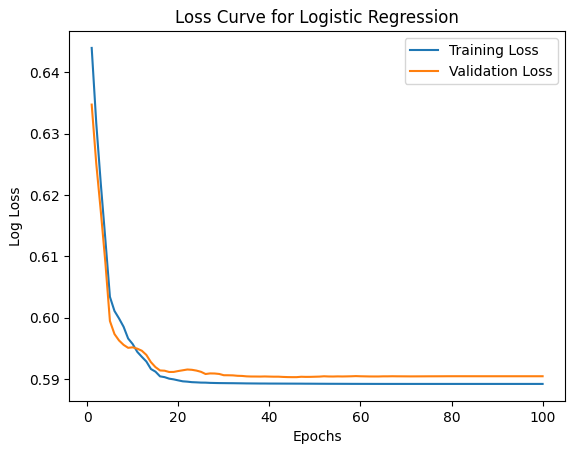 Loss Curve for Logistic Regression
Training Loss
Validation Loss
0.64
0.63
0.62
0.61
0.60
0.59
Log Loss
0 20 40 60 80 100
Epochs